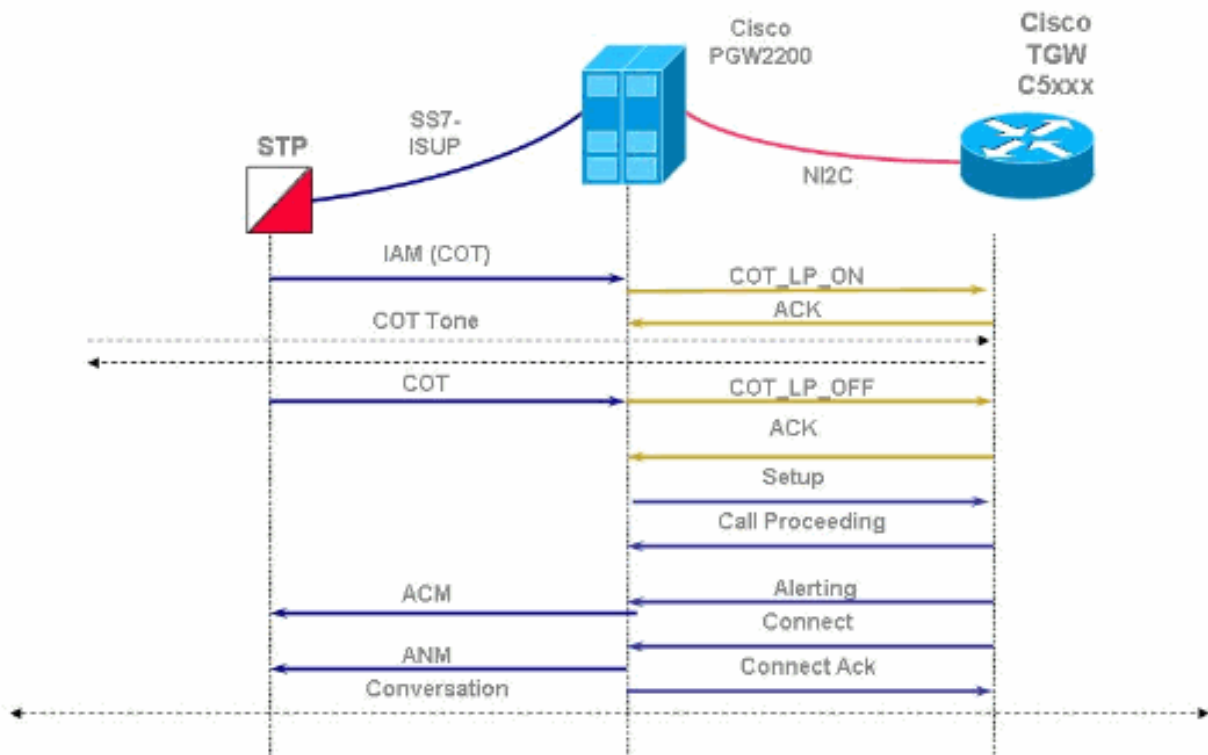 Cisco
PGW2200
Cisco
TGW
C5xxx
SS7-
ISUP
STP
NI2C
IAM (COT)
COT_LP_ON
ACK
COT Tone
COT
COT_LP_OFF
ACK
Setup
Call Proceeding
Alerting
ACM
Connect
ANM
Connect Ack
Conversation